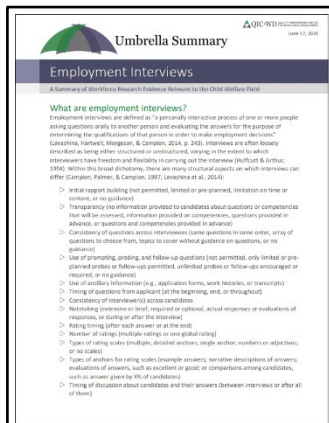 QIC-WD
June 17, 2020
Umbrella Summary
Employment Interviews
A Summary of Workforce Research Evidence Relevant to the Child Welfare Field
What are employment interviews?
Employment interviews are defined as "a personally interactive process of one or more people
asking questions orally to another person and evaluating the answers for the purpose of
determining the qualifications of that person in order to make employment decisions"
(Levashina, Hartwell, Morgeson, & Campion, 2014, p. 243). Interviews are often loosely
described as being either structured or unstructured, varying in the extent to which
interviewers have freedom and flexibility in carrying out the interview (Huffcutt & Arthur,
1994). Within this broad dichotomy, there are many structural aspects on which interviews can
differ (Campion, Palmer, & Campion, 1997; Levashina et al., 2014):
▷ Initial rapport building (not permitted, limited or pre-planned, limitation on time or
content, or no guidance)
▷ Transparency (no information provided to candidates about questions or competencies
that will be assessed, information provided on competencies, questions provided in
advance, or questions and competencies provided in advance)
▷ Consistency of questions across interviewees (same questions in same order, array of
questions to choose from, topics to cover without guidance on questions, or no
guidance)
▷ Use of prompting, probing, and follow-up questions (not permitted, only limited or pre-
planned probes or follow-ups permitted, unlimited probes or follow-ups encouraged or
required, or no guidance)
▷ Use of ancillary information (e.g., application forms, work histories, or transcripts)
▷ Timing of questions from applicant (at the beginning, end, or throughout)
▷ Consistency of interviewer(s) across candidates
▷ Notetaking (extensive or brief, required or optional, actual responses or evaluations of
responses, or during or after the interview)
▷ Rating timing (after each answer or at the end)
▷ Number of ratings (multiple ratings or one global rating)
▷ Types of rating scales (multiple, detailed anchors; single anchor; numbers or adjectives;
or no scales)
▷ Types of anchors for rating scales (example answers; narrative descriptions of answers;
evaluations of answers, such as excellent or good; or comparisons among candidates,
such as answer given by X% of candidates)
▷ Timing of discussion about candidates and their answers (between interviews or after all
of them)